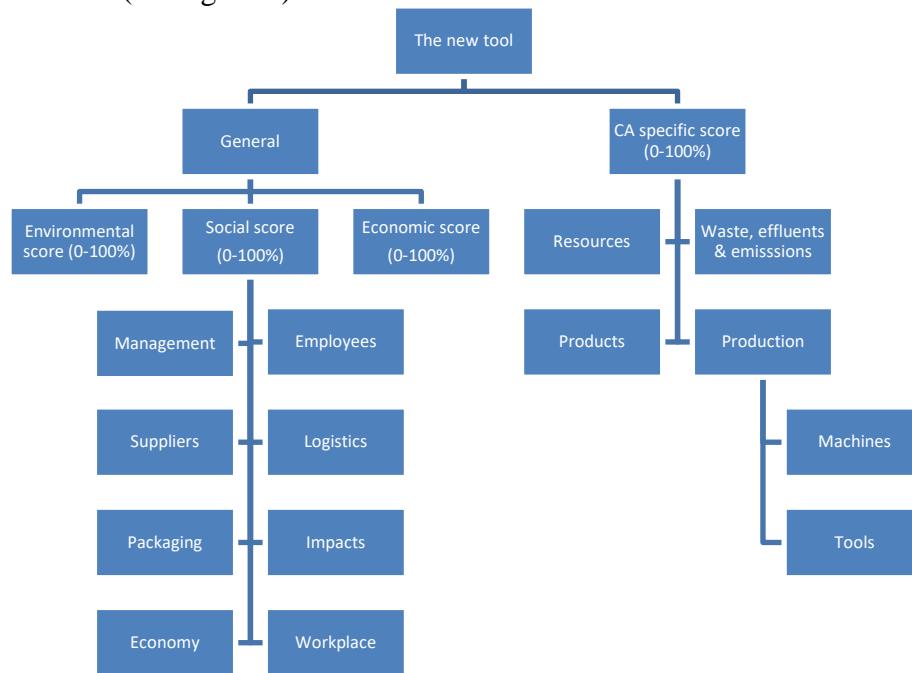 The new tool
General
CA specific score
(0-100%)
Environmental
score (0-100%)
Social score
(0-100%)
Economic score
(0-100%)
Resources
Waste, effluents
& emisssions
Products
Production
Management
Employees
Suppliers
Logistics
Machines
Packaging
Impacts
Tools
Economy
Workplace